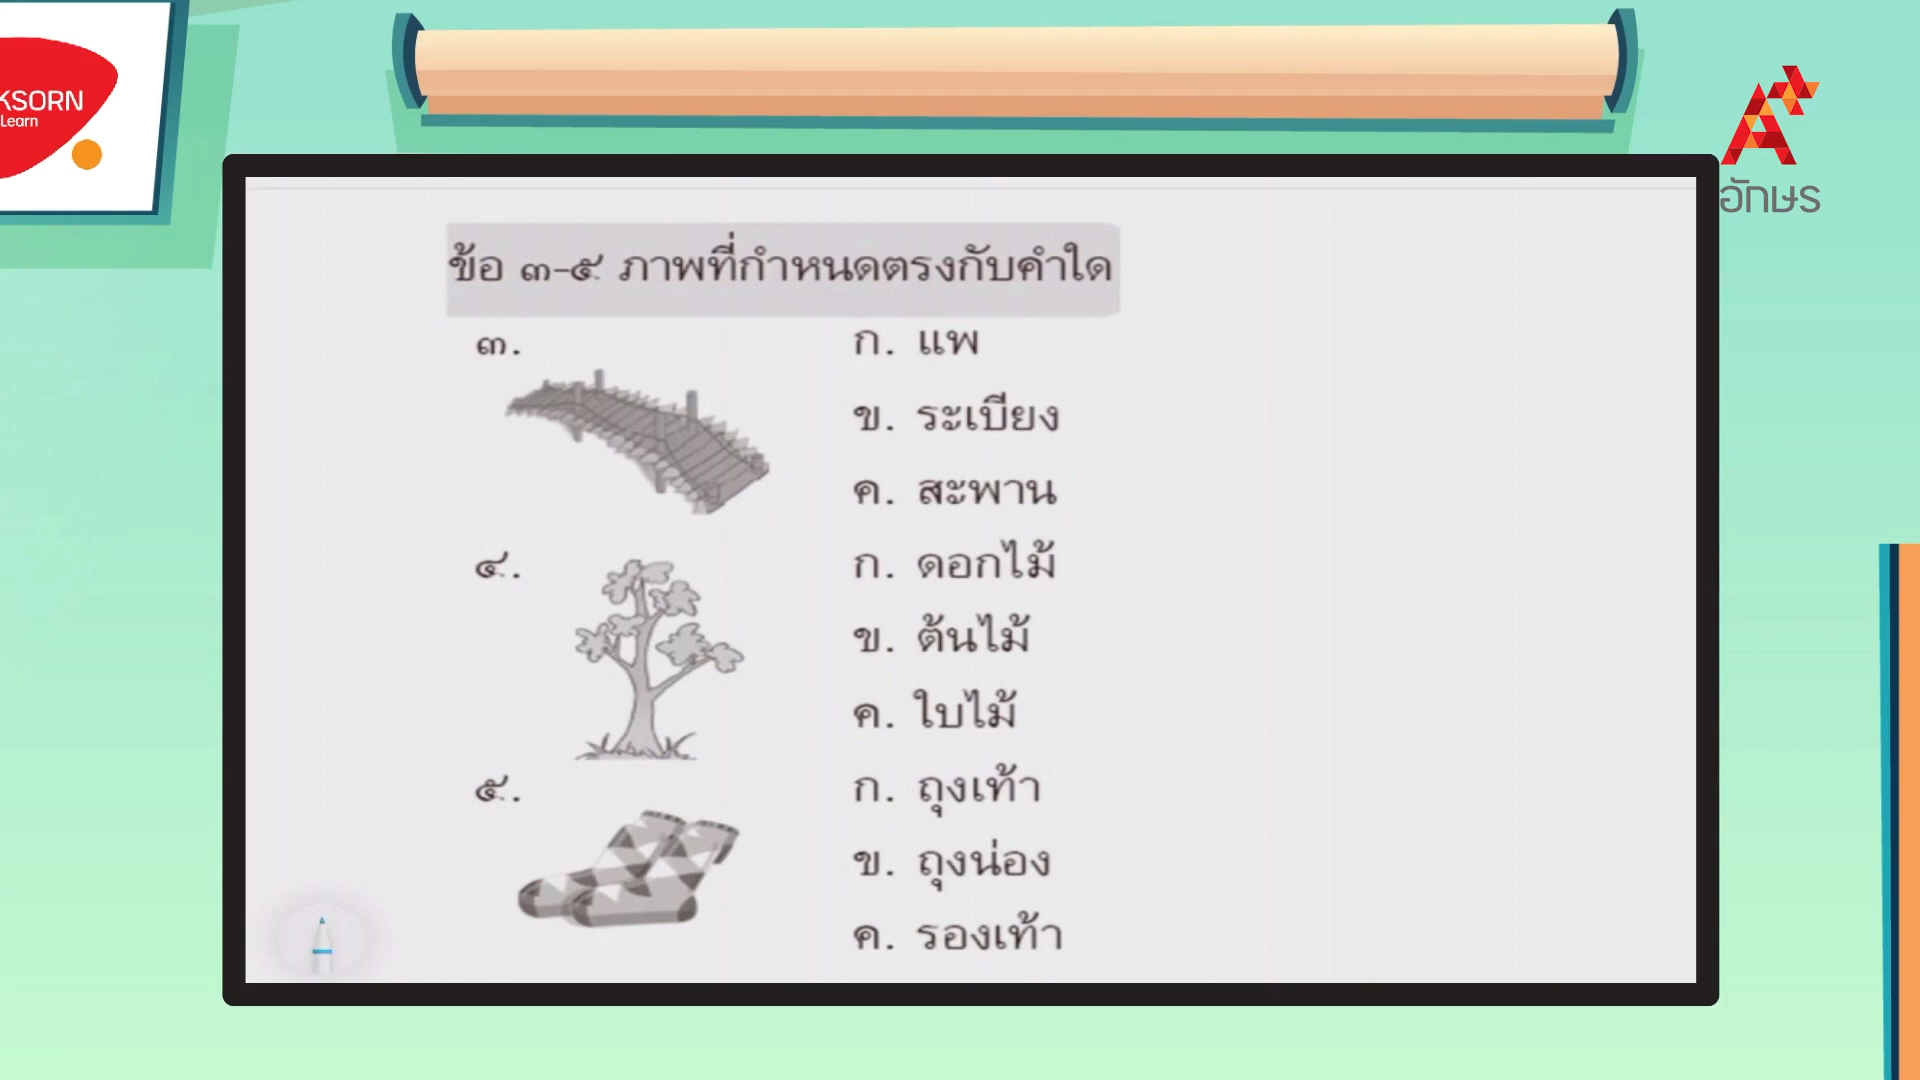 KSORN
Learn
อักษร
ข้อ ๓-๕ ภาพที่กำหนดตรงกับคำใด
๓.
ก. แพ
ข. ระเบียง
ค. สะพาน
๔.
ก. ดอกไม้
ข. ต้นไม้
ค. ใบไม้
๕.
ก. ถุงเท้า
ข. ถุงน่อง
ค. รองเท้า